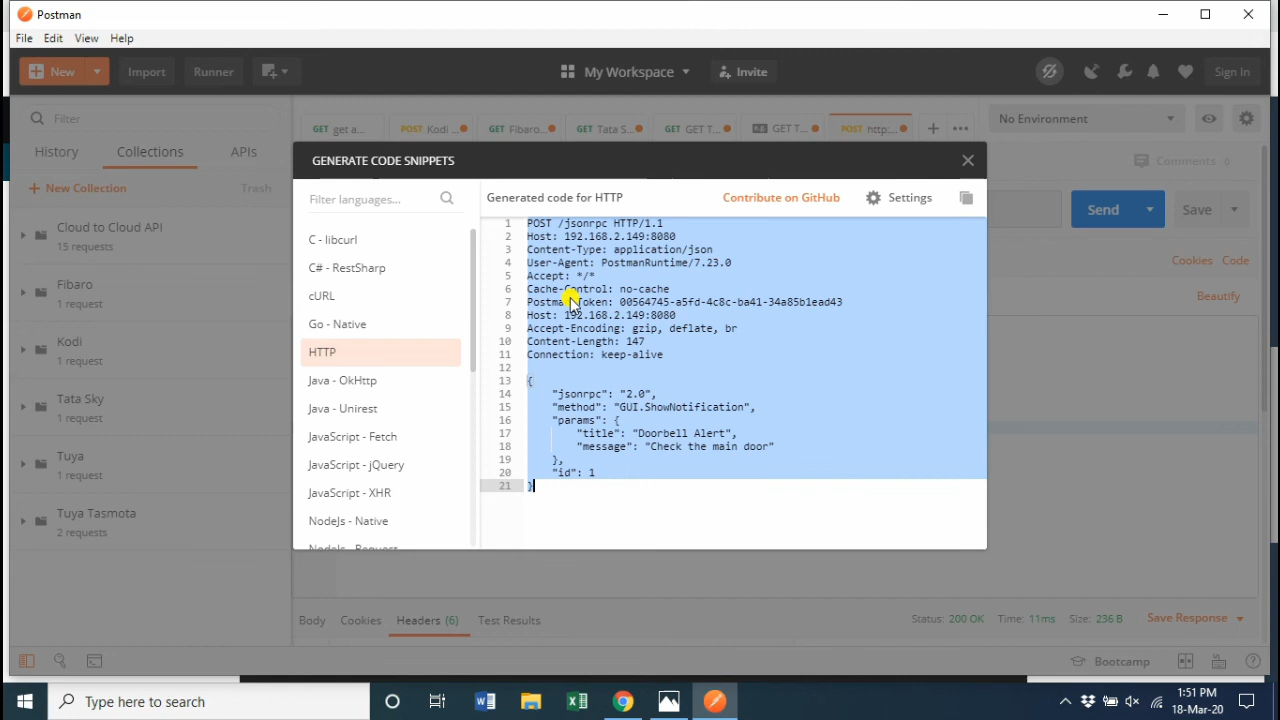 Postman
File Edit View Help
New Import Runner My Workspace Invite Sign In
Filter
GET get a... POST Kodi ... GET Fibaro... GET Tata S... GET GET T... GET T... POST http:... + ••• No Environment
History Collections APIs
Comments 0
GENERATE CODE SNIPPETS
+ New Collection Trash
Filter languages... Generated code for HTTP Contribute on GitHub Settings
Send Save
Cookies Code
Beautify
Cloud to Cloud API
15 requests
Fibaro
1 request
Kodi
1 request
Tata Sky
1 request
Tuya
1 request
Tuya Tasmota
2 requests
C - libcurl
C# - RestSharp
cURL
Go - Native
HTTP
Java - OkHttp
Java - Unirest
JavaScript - Fetch
JavaScript - jQuery
JavaScript - XHR
NodeJs - Native
NodeJs - Request
1 POST /jsonrpc HTTP/1.1
2 Host: 192.168.2.149:8080
3 Content-Type: application/json
4 User-Agent: PostmanRuntime/7.23.0
5 Accept: */*
6 Cache-Control: no-cache
7 Postman-Token: 00564745-a5fd-4c8c-ba41-34a85b1ead43
8 Host: 192.168.2.149:8080
9 Accept-Encoding: gzip, deflate, br
10 Content-Length: 147
11 Connection: keep-alive
12
13 {
14 "jsonrpc": "2.0",
15 "method": "GUI.ShowNotification",
16 "params": {
17 "title": "Doorbell Alert",
18 "message": "Check the main door"
19 },
20 "id": 1
21 }
Body Cookies Headers (6) Test Results Status: 200 OK Time: 11ms Size: 236 B Save Response
Bootcamp
Type here to search
1:51 PM
18-Mar-20